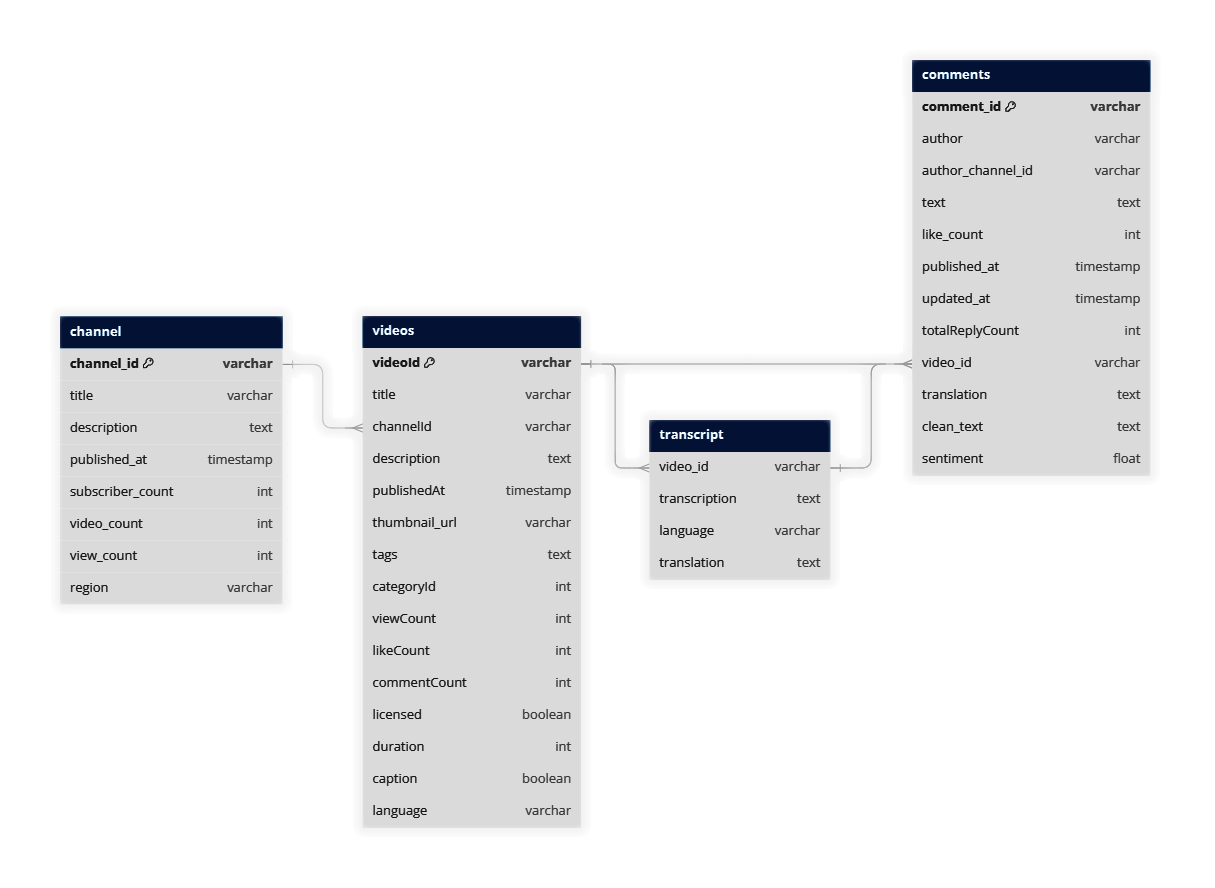 channel
channel_id varchar
title varchar
description text
published_at timestamp
subscriber_count int
video_count int
view_count int
region varchar
videos
videoId varchar
title varchar
channelId varchar
description text
publishedAt timestamp
thumbnail_url varchar
tags text
categoryId int
viewCount int
likeCount int
commentCount int
licensed boolean
duration int
caption boolean
language varchar
transcript
video_id varchar
transcription text
language varchar
translation text
comments
comment_id varchar
author varchar
author_channel_id varchar
text text
like_count int
published_at timestamp
updated_at timestamp
totalReplyCount int
video_id varchar
translation text
clean_text text
sentiment float